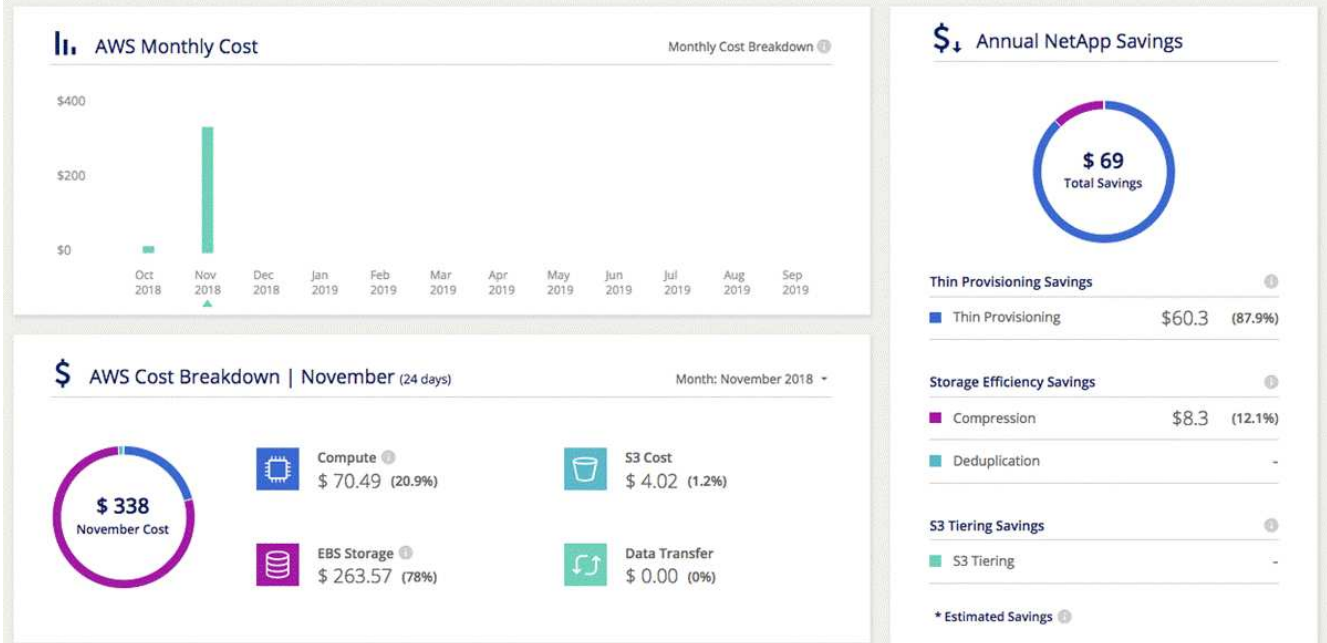 AWS Monthly Cost
Monthly Cost Breakdown
$400
$200
$0
Oct Nov Dec Jan Feb Mar Apr May Jun Jul Aug Sep
2018 2018 2018 2019 2019 2019 2019 2019 2019 2019 2019 2019
$ AWS Cost Breakdown | November (24 days)
Month: November 2018
$ 338
November Cost
Compute
$ 70.49 (20.9%)
S3 Cost
$ 4.02 (1.2%)
EBS Storage
$ 263.57 (78%)
Data Transfer
$ 0.00 (0%)
$ Annual NetApp Savings
$ 69
Total Savings
Thin Provisioning Savings
Thin Provisioning $60.3 (87.9%)
Storage Efficiency Savings
Compression $8.3 (12.1%)
Deduplication -
S3 Tiering Savings
S3 Tiering -
* Estimated Savings